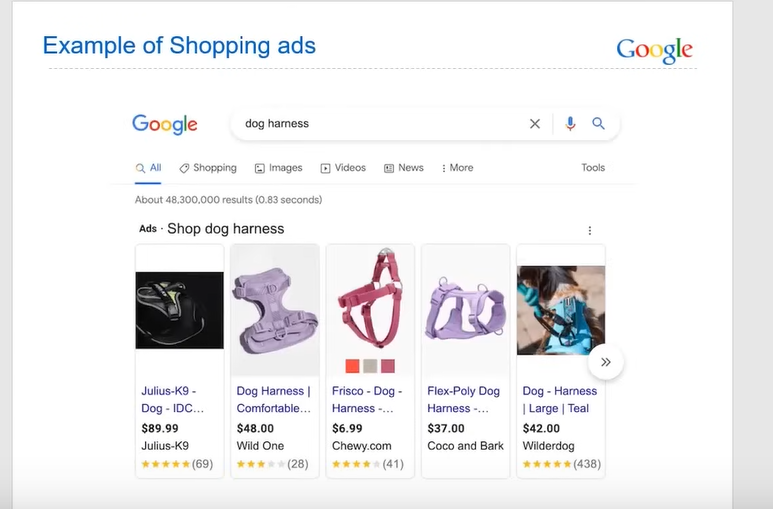 Example of Shopping ads
Google
Google
dog harness
All
Shopping
Images
Videos
News
More
Tools
About 48,300,000 results (0.83 seconds)
Ads · Shop dog harness
Julius-K9 -
Dog - IDC...
$89.99
Julius-K9
(69)
Dog Harness |
Comfortable...
$48.00
Wild One
(28)
Frisco - Dog -
Harness -...
$6.99
Chewy.com
(41)
Flex-Poly Dog
Harness -...
$37.00
Coco and Bark
Dog - Harness
| Large | Teal
$42.00
Wilderdog
(438)